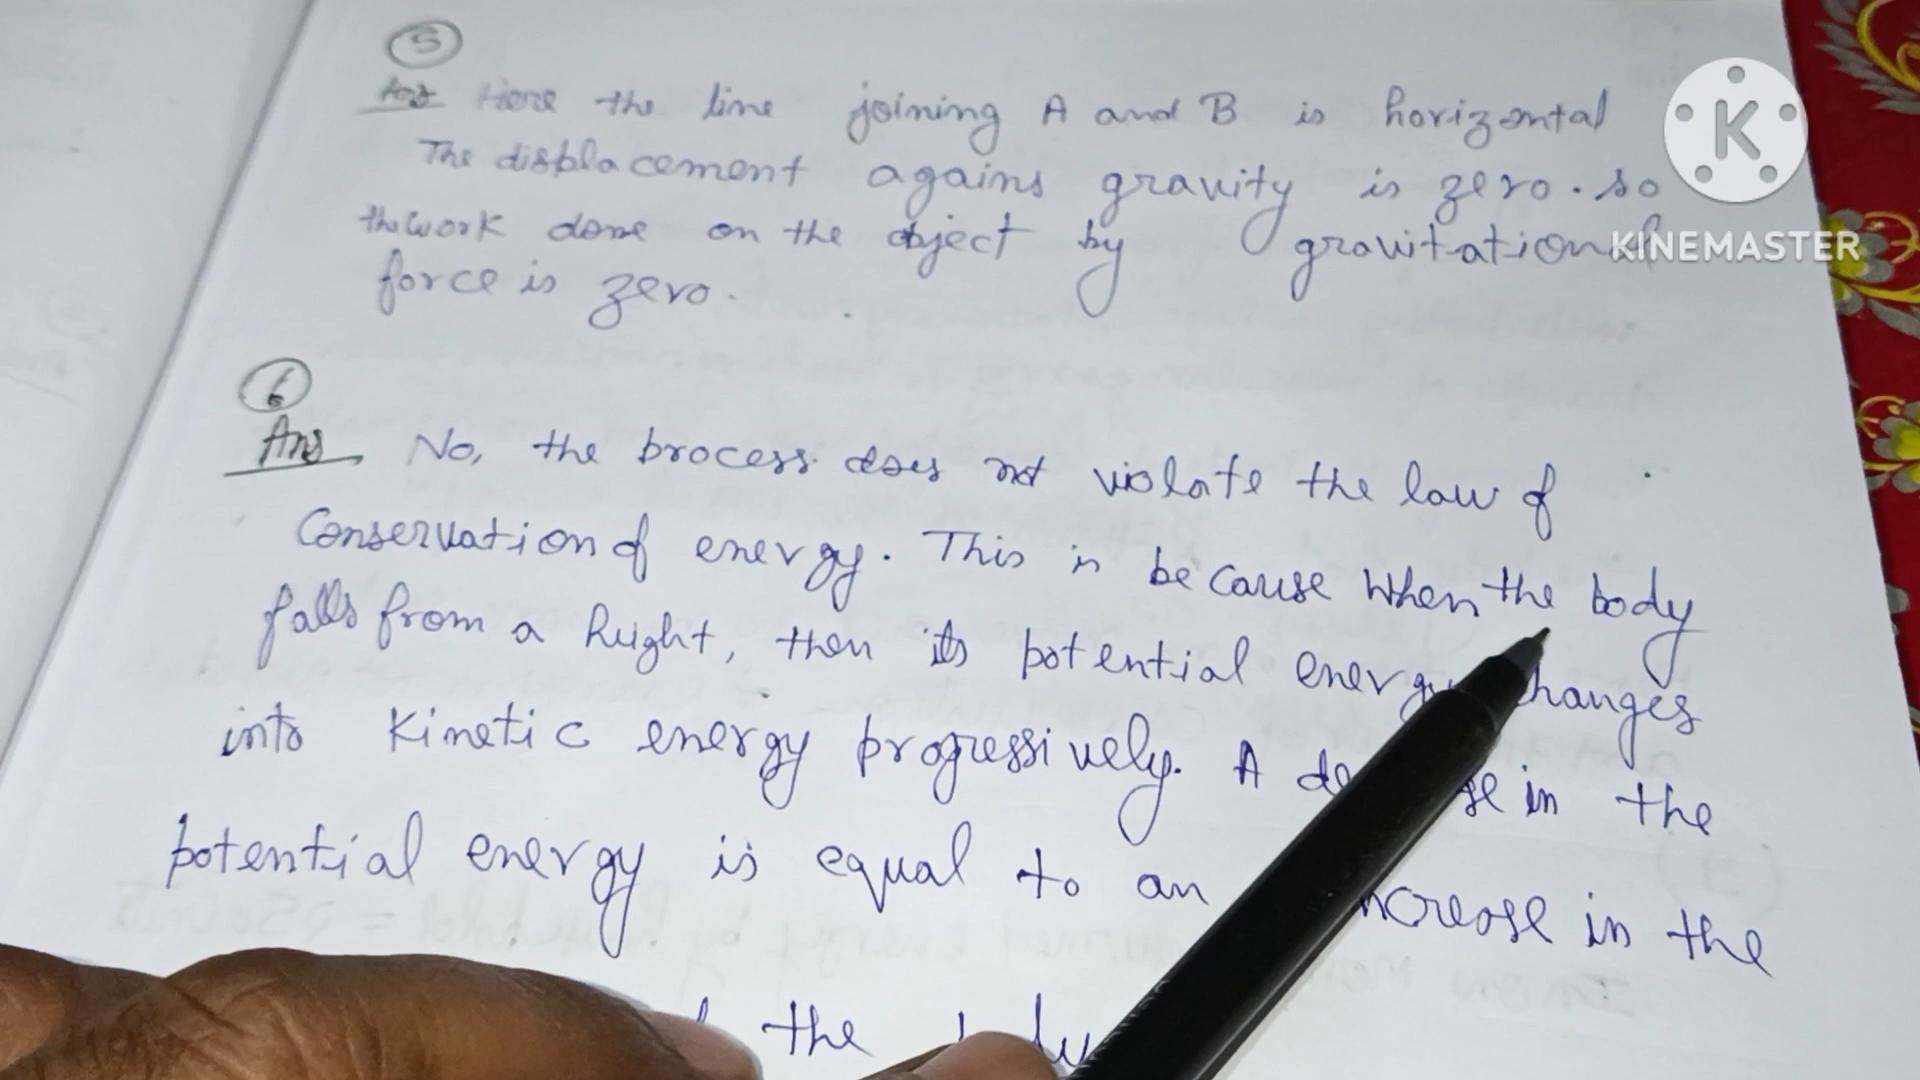 5
Ans Here the line joining A and B is horizontal
The displacement agains gravity is zero. so
the work done on the object by gravitational
force is zero.
6
Ans No, the process does not violate the law of
Conservation of energy. This is because when the body
falls from a height, then its potential energy changes
into Kinetic energy progressively. A in the
potential energy is equal to an increase in the
the
K
KINEMASTER